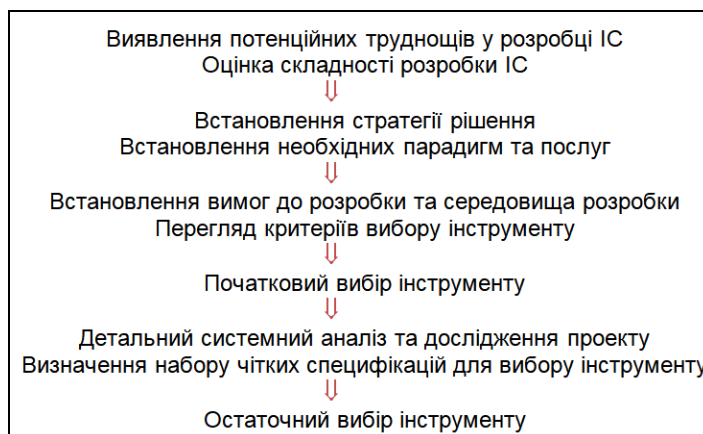 Виявлення потенційних труднощів у розробці ІС
Оцінка складності розробки ІС
⇓
Встановлення стратегії рішення
Встановлення необхідних парадигм та послуг
⇓
Встановлення вимог до розробки та середовища розробки
Перегляд критеріїв вибору інструменту
⇓
Початковий вибір інструменту
⇓
Детальний системний аналіз та дослідження проекту
Визначення набору чітких специфікацій для вибору інструменту
⇓
Остаточний вибір інструменту